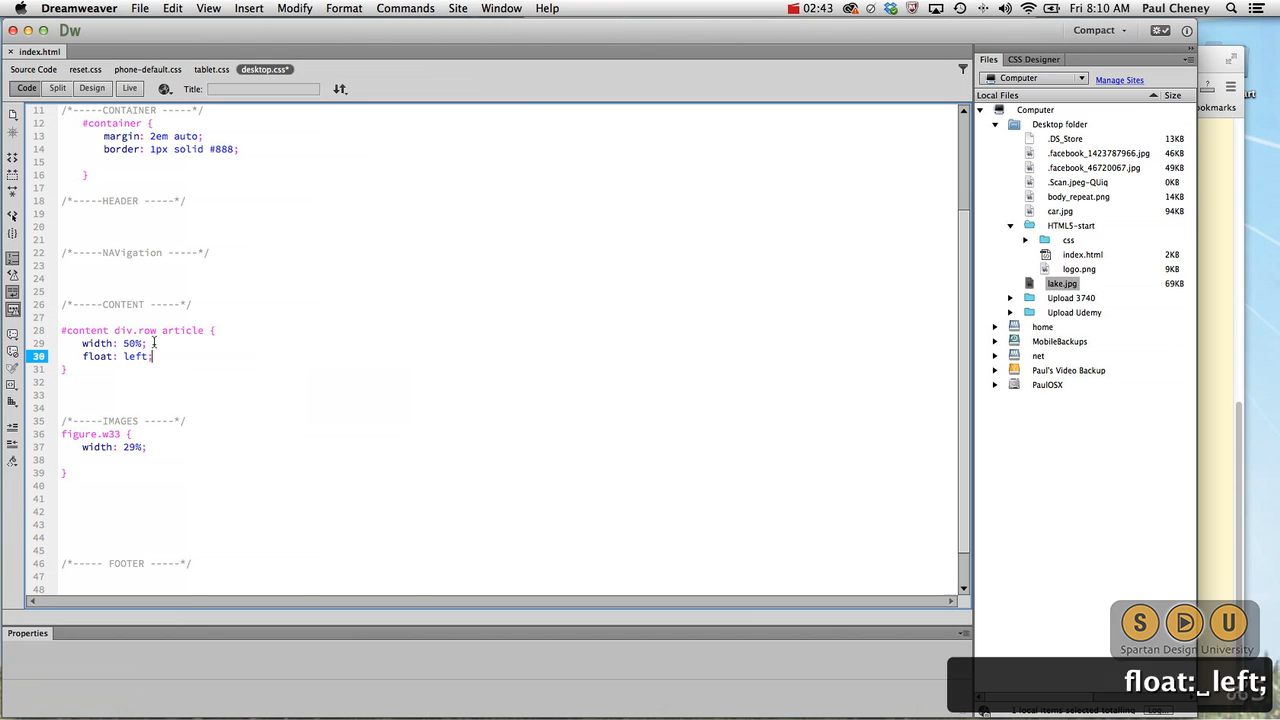 Dreamweaver File Edit View Insert Modify Format Commands Site Window Help 02:43 Fri 8:10 AM Paul Cheney
Dw Compact
× index.html
Source Code reset.css phone-default.css tablet.css desktop.css*
Code Split Design Live Title:
11 /*-----CONTAINER -----*/
12 #container {
13 margin: 2em auto;
14 border: 1px solid #888;
15
16 }
17
18 /*-----HEADER -----*/
19
20
21
22 /*-----NAVigation -----*/
23
24
25
26 /*-----CONTENT -----*/
27
28 #content div.row article {
29 width: 50%;
30 float: left;
31 }
32
33
34
35 /*-----IMAGES -----*/
36 figure.w33 {
37 width: 29%;
38
39 }
40
41
42
43
44
45
46 /*----- FOOTER -----*/
47
48
Properties
Files CSS Designer
Computer Manage Sites
Local Files Size
Computer
Desktop folder
.DS_Store 13KB
.facebook_1423787966.jpg 46KB
.facebook_46720067.jpg 49KB
.Scan.jpeg-QUiq 0KB
body_repeat.png 14KB
car.jpg 94KB
HTML5-start
css
index.html 2KB
logo.png 9KB
lake.jpg 69KB
Upload 3740
Upload Udemy
home
MobileBackups
net
Paul's Video Backup
PaulOSX
ookmarks
S D U
Spartan Design University
float:_left;
1 local items selected totalling
Log...